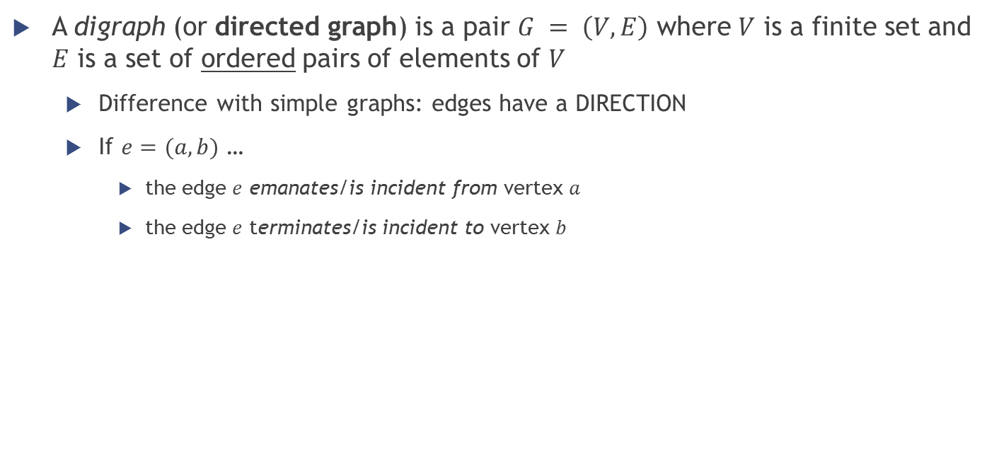 A digraph (or directed graph) is a pair G = (V, E) where V is a finite set and
E is a set of ordered pairs of elements of V
Difference with simple graphs: edges have a DIRECTION
If e = (a, b) …
the edge e emanates/is incident from vertex a
the edge e terminates/is incident to vertex b